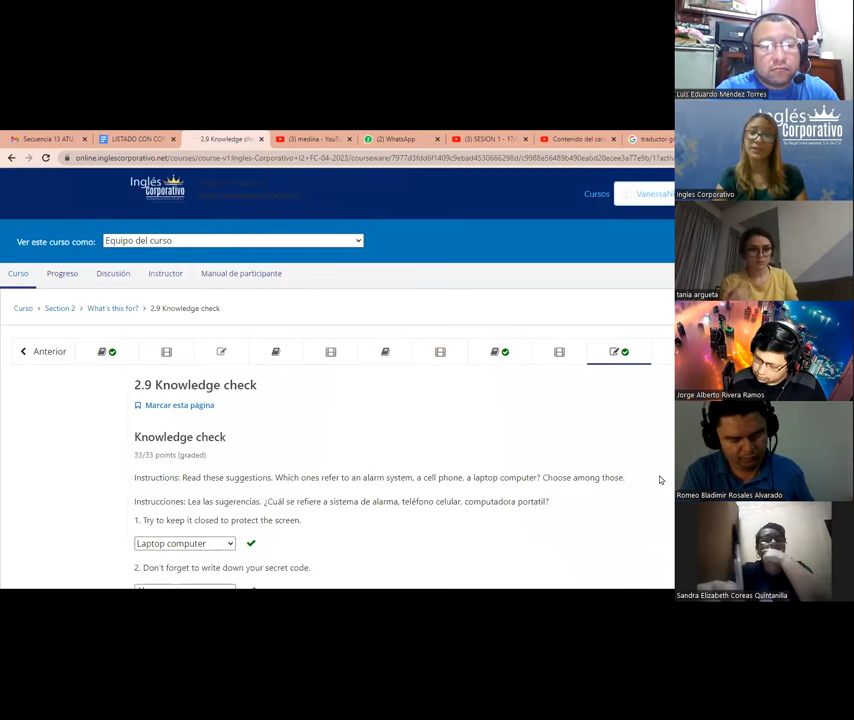 Secuencia 13 ATU
LISTADO CON COF
2.9 Knowledge che
(3) medina - YouTu
(2) WhatsApp
(3) SESION 1 - 17/
Contenido del can
traductor go
online.inglescorporativo.net/courses/course-v1:Ingles-Corporativo+I2+FC-04-2023/courseware/7977d3fdd6f1409c9ebad4530666298d/c9988e56489b490eabd20ecee3a77e9b/1?activ
Inglés
Corporativo
Cursos
VanessaN
Ver este curso como:
Equipo del curso
Curso
Progreso
Discusión
Instructor
Manual de participante
Curso > Section 2 > What's this for? > 2.9 Knowledge check
Anterior
2.9 Knowledge check
Marcar esta página
Knowledge check
33/33 points (graded)
Instructions: Read these suggestions. Which ones refer to an alarm system, a cell phone, a laptop computer? Choose among those.
Instrucciones: Lea las sugerencias. ¿Cuál se refiere a sistema de alarma, teléfono celular, computadora portatil?
1. Try to keep it closed to protect the screen.
Laptop computer
2. Don't forget to write down your secret code.
Luis Eduardo Méndez Torres
Inglés
Corporativo
Ingles Corporativo
tania argueta
Jorge Alberto Rivera Ramos
Romeo Bladimir Rosales Alvarado
Sandra Elizabeth Coreas Quintanilla